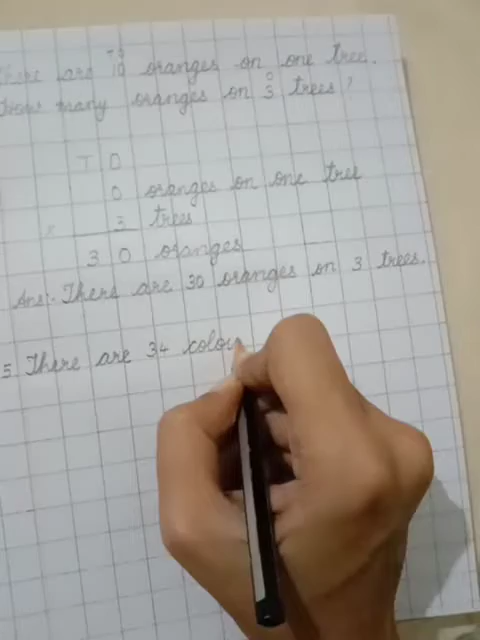 There are 10 oranges on one tree.
How many oranges on 3 trees?
T O
0 oranges on one tree
× 3 trees
3 0 oranges
Ans:- There are 30 oranges on 3 trees.
5 There are 34 colou